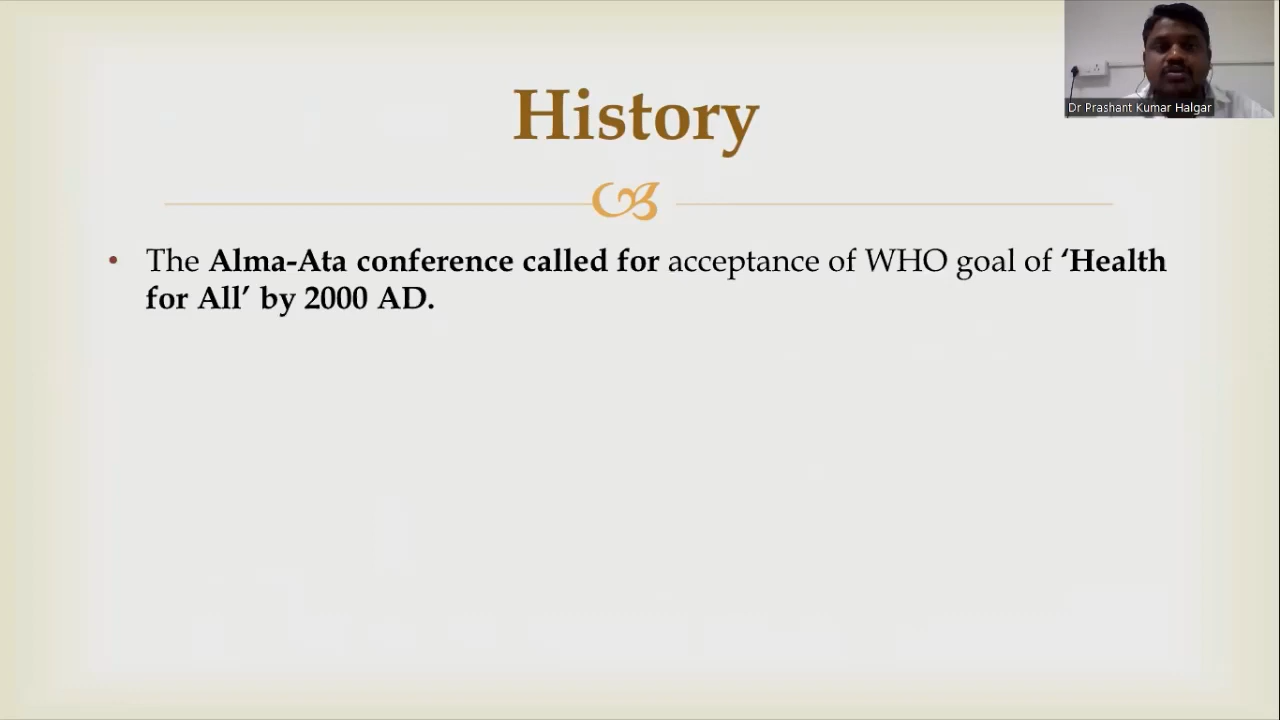 History
• The Alma-Ata conference called for acceptance of WHO goal of ‘Health
for All’ by 2000 AD.
Dr Prashant Kumar Halgar